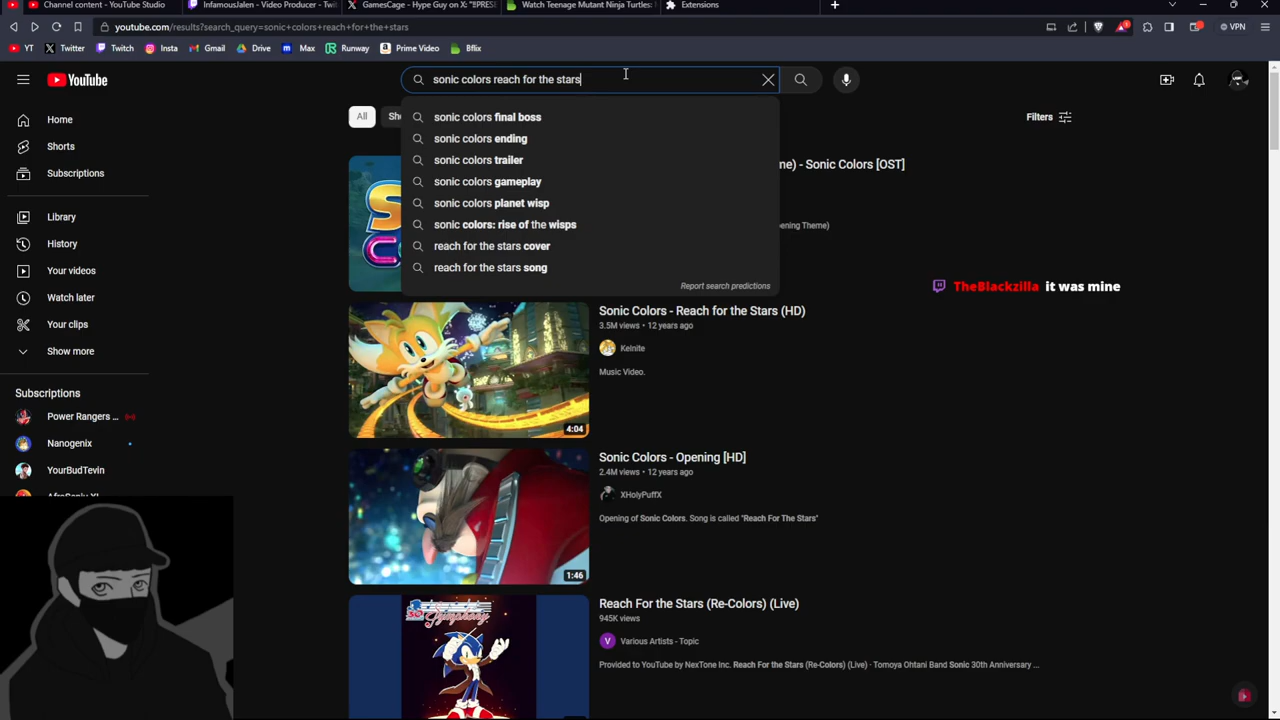 Channel content - YouTube Studio
InfamousJalen - Video Producer - Twit
GamesCage - Hype Guy on X: "#PRES
Watch Teenage Mutant Ninja Turtles:
Extensions
youtube.com/results?search_query=sonic+colors+reach+for+the+stars
VPN
YT
Twitter
Twitch
Insta
Gmail
Drive
Max
Runway
Prime Video
Bflix
YouTube
sonic colors reach for the stars
Home
Shorts
Subscriptions
Library
History
Your videos
Watch later
Your clips
Show more
Subscriptions
Power Rangers ...
Nanogenix
YourBudTevin
All
Sho
Filters
sonic colors final boss
sonic colors ending
sonic colors trailer
sonic colors gameplay
sonic colors planet wisp
sonic colors: rise of the wisps
reach for the stars cover
reach for the stars song
Report search predictions
ne) - Sonic Colors [OST]
ening Theme)
TheBlackzilla it was mine
Sonic Colors - Reach for the Stars (HD)
3.5M views • 12 years ago
Kelnite
Music Video.
4:04
Sonic Colors - Opening [HD]
2.4M views • 12 years ago
XHolyPuffX
Opening of Sonic Colors. Song is called "Reach For The Stars"
1:46
Reach For the Stars (Re-Colors) (Live)
945K views
V
Various Artists - Topic
Provided to YouTube by NexTone Inc. Reach For the Stars (Re-Colors) (Live) · Tomoya Ohtani Band Sonic 30th Anniversary ...
Symphony